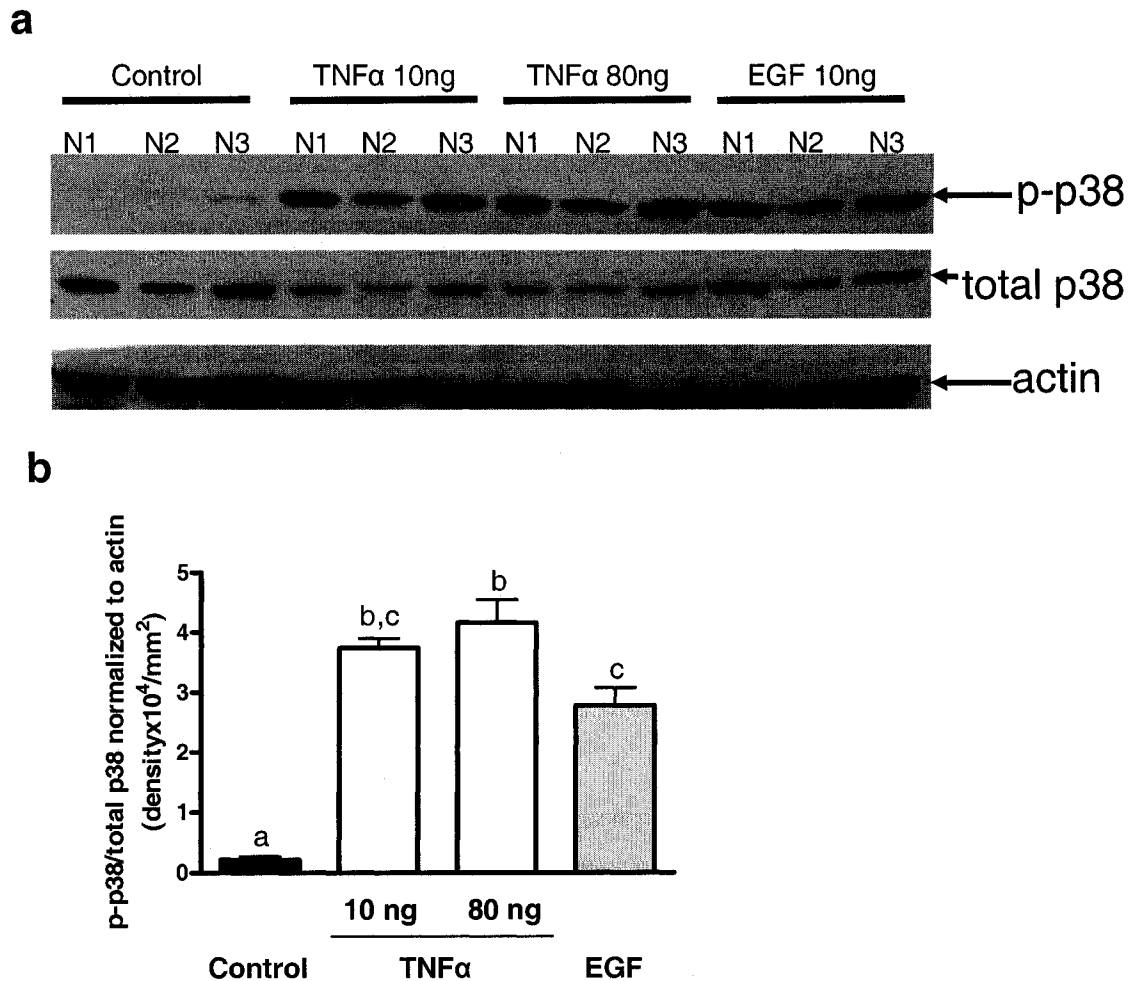 a
Control TNFα 10ng TNFα 80ng EGF 10ng
N1 N2 N3 N1 N2 N3 N1 N2 N3 N1 N2 N3
p-p38
total p38
actin
b
p-p38/total p38 normalized to actin
(densityx10⁴/mm²)
5
4
3
2
1
0
a
b,c
b
c
10 ng 80 ng
Control TNFα EGF